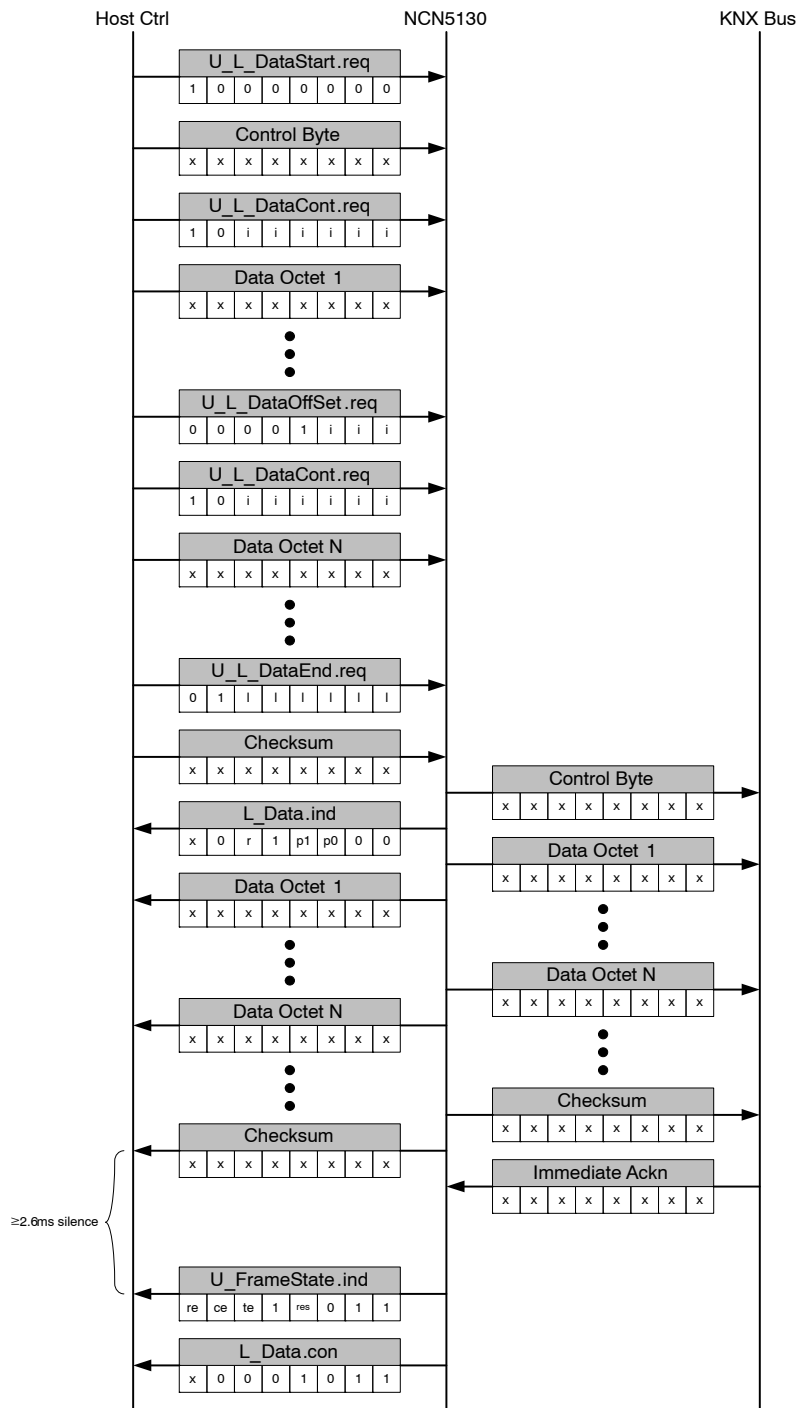 Host Ctrl NCN5130 KNX Bus
U_L_DataStart.req
1 0 0 0 0 0 0 0
Control Byte
x x x x x x x x
U_L_DataCont.req
1 0 i i i i i i
Data Octet 1
x x x x x x x x
U_L_DataOffSet.req
0 0 0 0 1 i i i
U_L_DataCont.req
1 0 i i i i i i
Data Octet N
x x x x x x x x
U_L_DataEnd.req
0 1 l l l l l l
Checksum
x x x x x x x x
Control Byte
x x x x x x x x
L_Data.ind
x 0 r 1 p1 p0 0 0
Data Octet 1
x x x x x x x x
Data Octet 1
x x x x x x x x
Data Octet N
x x x x x x x x
Data Octet N
x x x x x x x x
Checksum
x x x x x x x x
Checksum
x x x x x x x x
Immediate Ackn
x x x x x x x x
≥2.6ms silence
U_FrameState.ind
re ce te 1 res 0 1 1
L_Data.con
x 0 0 0 1 0 1 1